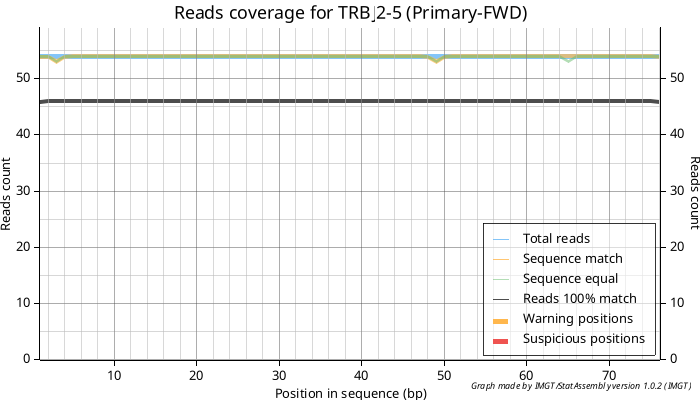 Reads coverage for TRBJ2-5 (Primary-FWD)
50
50
40
40
30
30
20
20
10
10
0
0
Reads count
Reads count
Total reads
Sequence match
Sequence equal
Reads 100% match
Warning positions
Suspicious positions
10
20
30
40
50
60
70
Position in sequence (bp)
Graph made by IMGT/StatAssembly version 1.0.2 (IMGT)